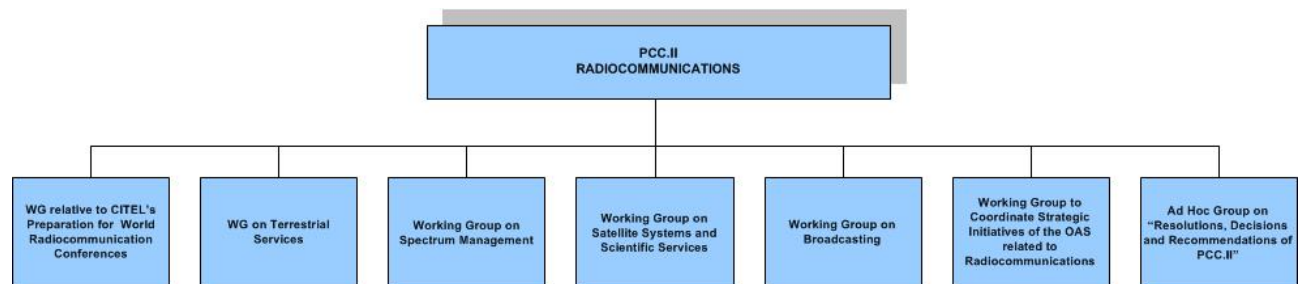 PCC.II
RADIOCOMMUNICATIONS
WG relative to CITEL's
Preparation for World
Radiocommunication
Conferences
WG on Terrestrial
Services
Working Group on
Spectrum Management
Working Group on
Satellite Systems and
Scientific Services
Working Group on
Broadcasting
Working Group to
Coordinate Strategic
Initiatives of the OAS
related to
Radiocommunications
Ad Hoc Group on
“Resolutions, Decisions
and Recommendations of
PCC.II”